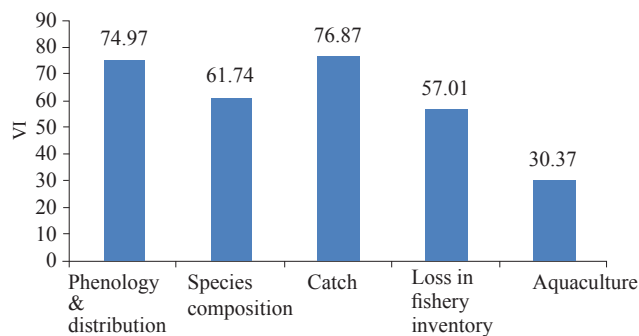 90
80
70
60
50
40
30
20
10
0
VI
74.97
61.74
76.87
57.01
30.37
Phenology
&
distribution
Species
composition
Catch
Loss in
fishery
inventory
Aquaculture